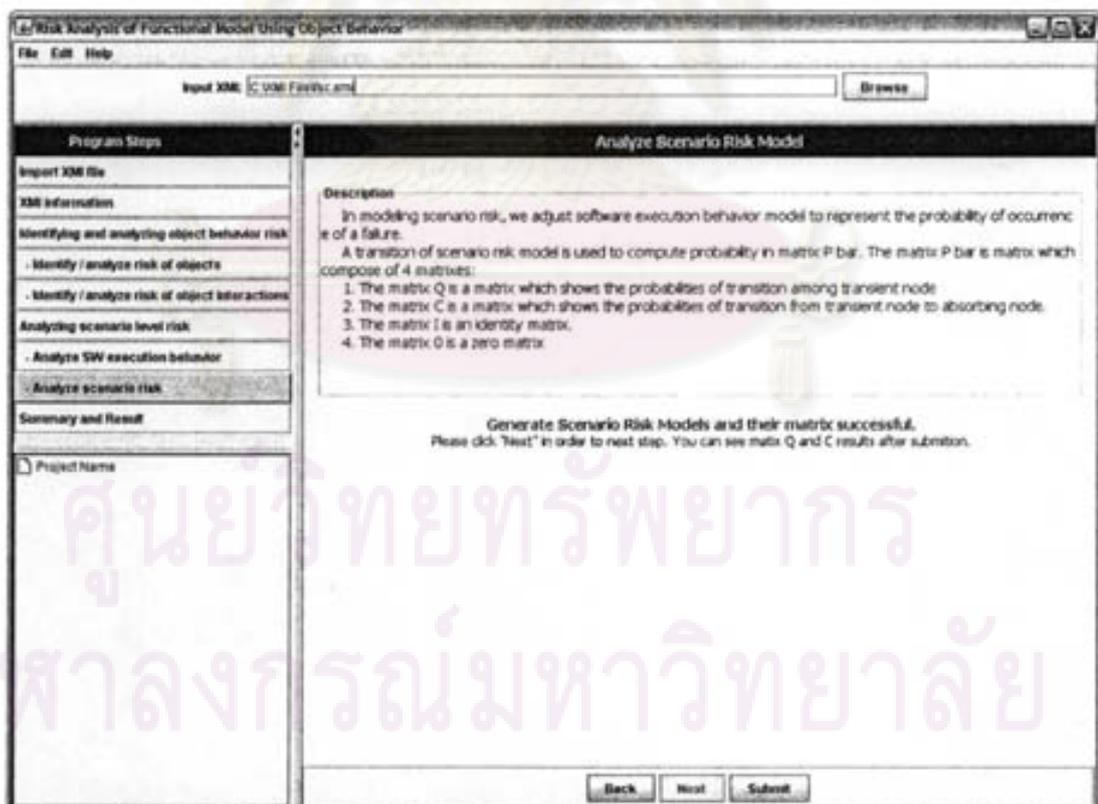 Risk Analysis of Functional Model Using Object Behavior
File Edit Help
Input XMI: Browse
Program Steps
Import XMI file
XMI information
Identifying and analyzing object behavior risk
- Identify / analyze risk of objects
- Identify / analyze risk of object interactions
Analyzing scenario level risk
- Analyze SW execution behavior
- Analyze scenario risk
Summary and Result
Project Name
Analyze Scenario Risk Model
Description
In modeling scenario risk, we adjust software execution behavior model to represent the probability of occurrenc
e of a failure.
A transition of scenario risk model is used to compute probability in matrix P bar. The matrix P bar is matrix which
compose of 4 matrixes:
1. The matrix Q is a matrix which shows the probabilities of transition among transient node
2. The matrix C is a matrix which shows the probabilities of transition from transient node to absorbing node.
3. The matrix I is an identity matrix.
4. The matrix 0 is a zero matrix
Generate Scenario Risk Models and their matrix successful.
Please click "Next" in order to next step. You can see matix Q and C results after submition.
Back Next Submit
ศูนย์วิทยทรัพยากร
ฬาลงกรณ์มหาวิทยาลัย